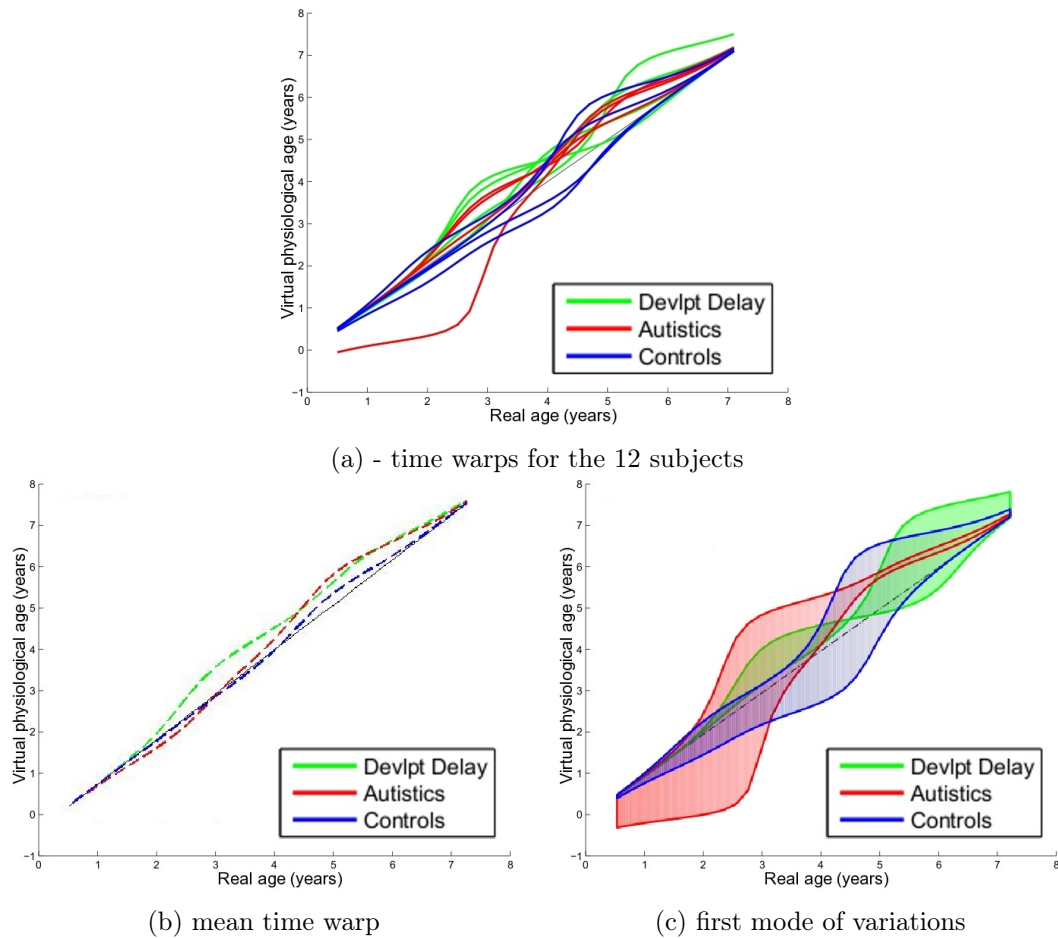 8
7
6
5
4
3
2
1
0
−1
Virtual physiological age (years)
Devlpt Delay
Autistics
Controls
0 1 2 3 4 5 6 7 8
Real age (years)
(a) - time warps for the 12 subjects
8
7
6
5
4
3
2
1
0
−1
Virtual physiological age (years)
Devlpt Delay
Autistics
Controls
0 1 2 3 4 5 6 7 8
Real age (years)
(b) mean time warp
8
7
6
5
4
3
2
1
0
−1
Virtual physiological age (years)
Devlpt Delay
Autistics
Controls
0 1 2 3 4 5 6 7 8
Real age (years)
(c) first mode of variations